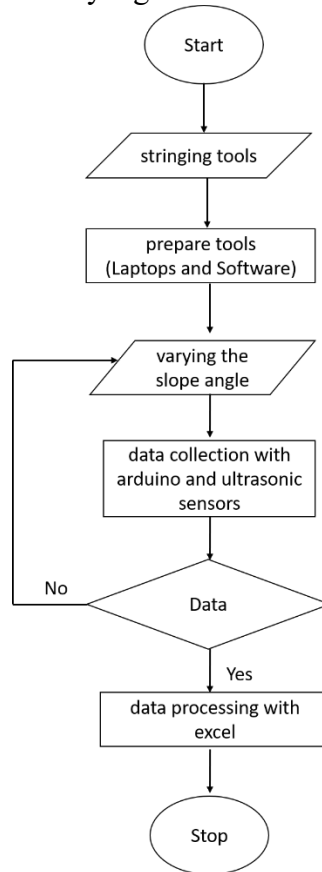 Start
stringing tools
prepare tools
(Laptops and Software)
varying the
slope angle
data collection with
arduino and ultrasonic
sensors
Data
No
Yes
data processing with
excel
Stop